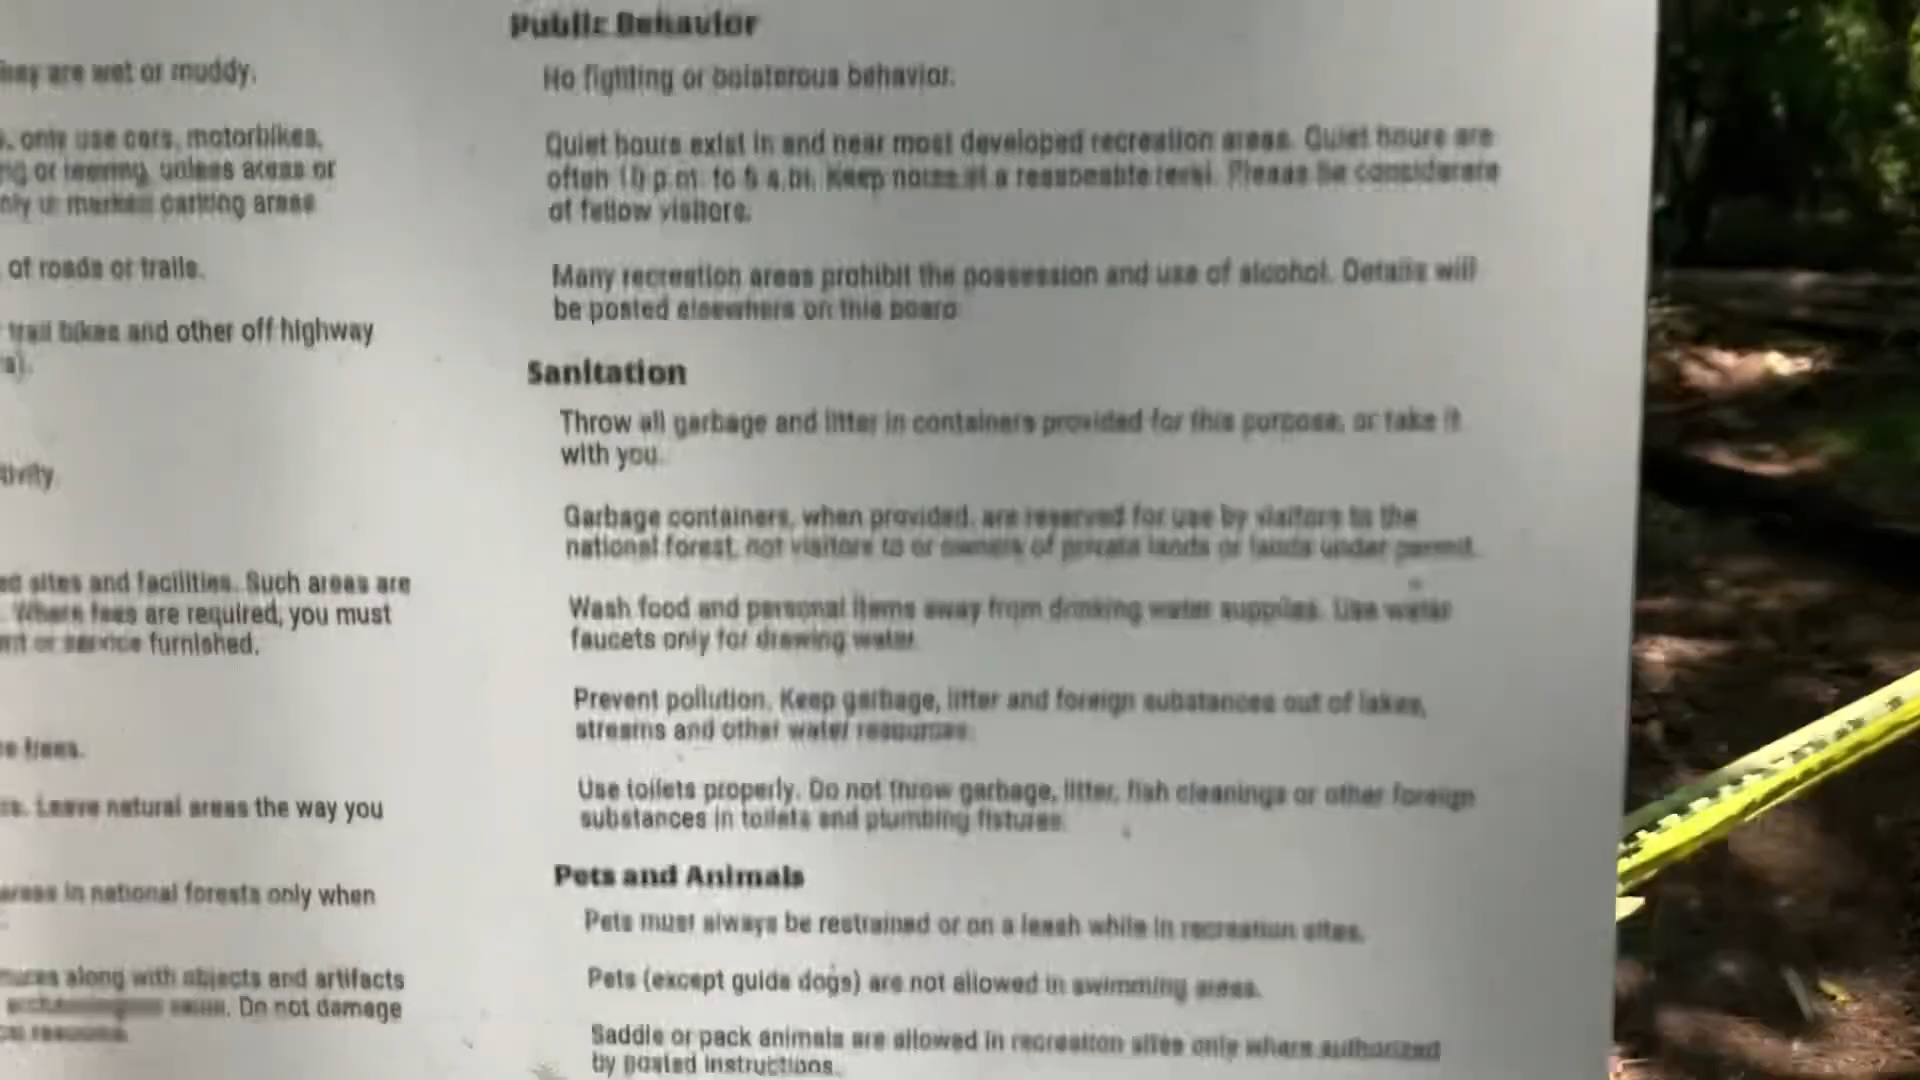 they are wet or muddy.
only use cars, motorbikes,
unless areas or
parking areas
of roads or trails.
trail bikes and other off highway
ed sites and facilities. Such areas are
Where fees are required, you must
or service furnished.
trees.
Leave natural areas the way you
areas in national forests only when
along with objects and artifacts
Do not damage
Public Behavior
No fighting or boisterous behavior.
Quiet hours exist in and near most developed recreation areas. Quiet hours are
often 10 p.m. to Keep noise at a reasonable level. Please be considerate
of fellow visitors.
Many recreation areas prohibit the possession and use of alcohol. Details will
be posted elsewhere on this board
Sanitation
Throw all garbage and litter in containers provided for this purpose, or take it
with you.
Garbage containers, when provided, are reserved for use by visitors to the
national forest, not visitors to or owners of private lands or lands under permit.
Wash food and personal items away from drinking water supplies. Use water
faucets only for drawing water.
Prevent pollution. Keep garbage, litter and foreign substances out of lakes,
streams and other water resources.
Use toilets properly. Do not throw garbage, litter, fish cleanings or other foreign
substances in toilets and plumbing fixtures.
Pets and Animals
Pets must always be restrained or on a leash while in recreation sites.
Pets (except guide dogs) are not allowed in swimming areas.
Saddle or pack animals are allowed in recreation sites only where authorized
by posted instructions.